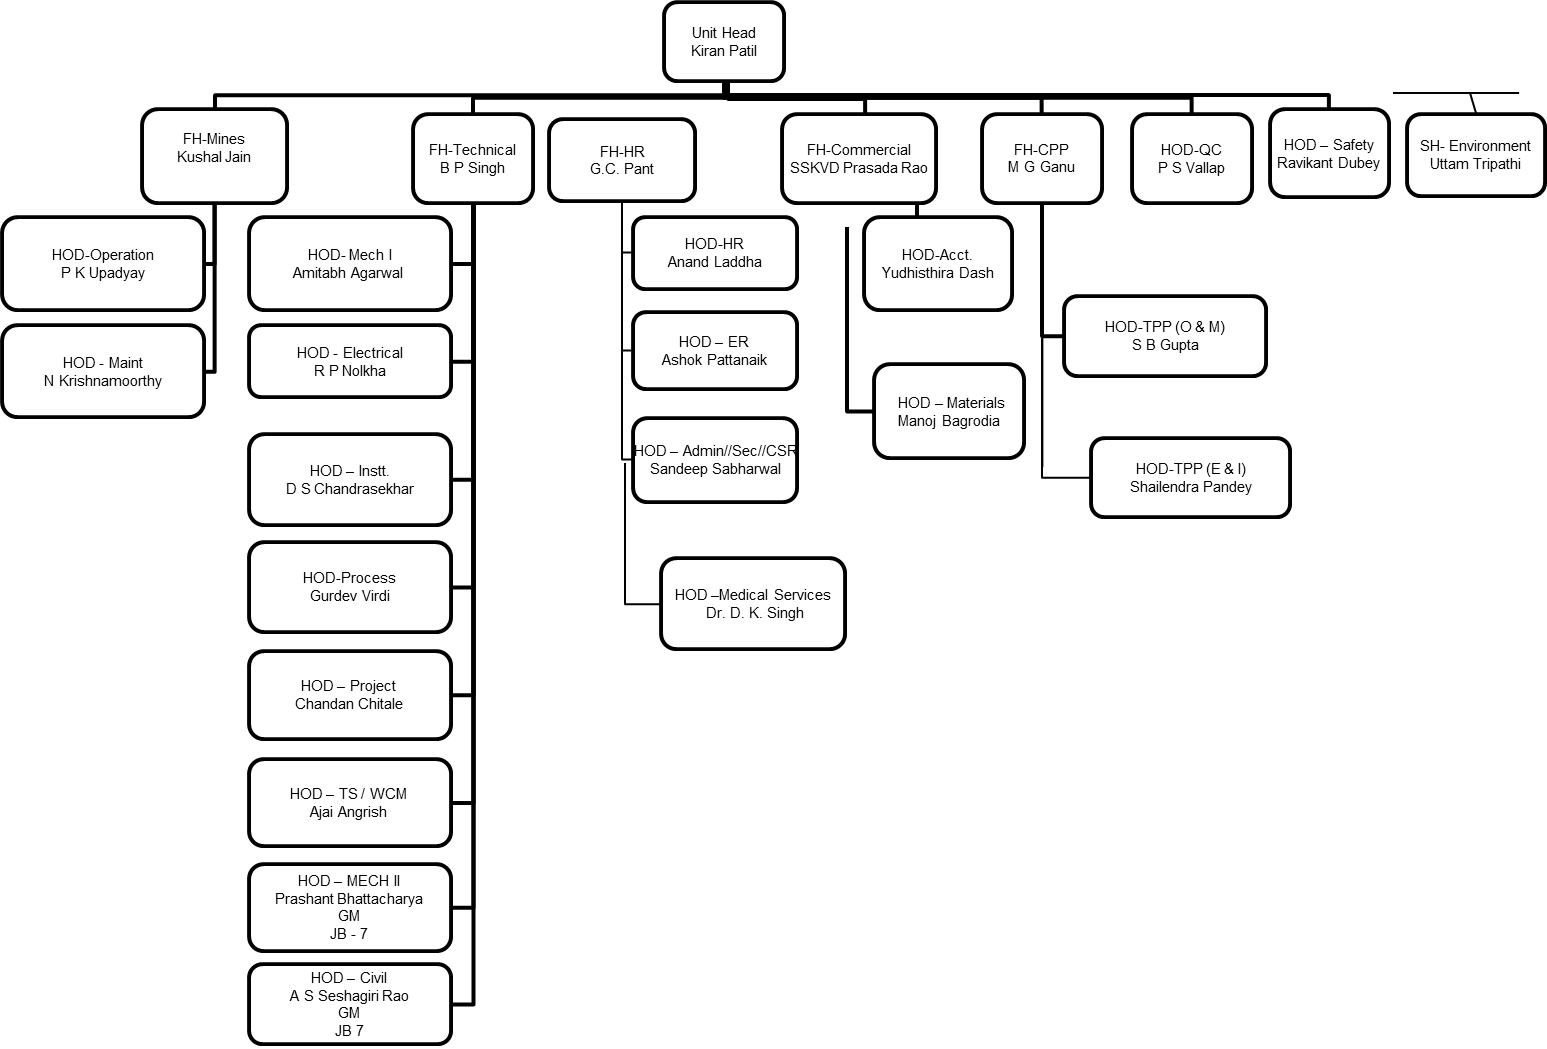 Unit Head
Kiran Patil
FH-Mines
Kushal Jain
FH-Technical
B P Singh
FH-HR
G.C. Pant
FH-Commercial
SSKVD Prasada Rao
FH-CPP
M G Ganu
HOD-QC
P S Vallap
HOD – Safety
Ravikant Dubey
SH- Environment
Uttam Tripathi
HOD-Operation
P K Upadyay
HOD - Maint
N Krishnamoorthy
HOD- Mech I
Amitabh Agarwal
HOD - Electrical
R P Nolkha
HOD – Instt.
D S Chandrasekhar
HOD-Process
Gurdev Virdi
HOD – Project
Chandan Chitale
HOD – TS / WCM
Ajai Angrish
HOD – MECH II
Prashant Bhattacharya
GM
JB - 7
HOD – Civil
A S Seshagiri Rao
GM
JB 7
HOD-HR
Anand Laddha
HOD – ER
Ashok Pattanaik
HOD – Admin//Sec//CSR
Sandeep Sabharwal
HOD –Medical Services
Dr. D. K. Singh
HOD-Acct.
Yudhisthira Dash
HOD – Materials
Manoj Bagrodia
HOD-TPP (O & M)
S B Gupta
HOD-TPP (E & I)
Shailendra Pandey